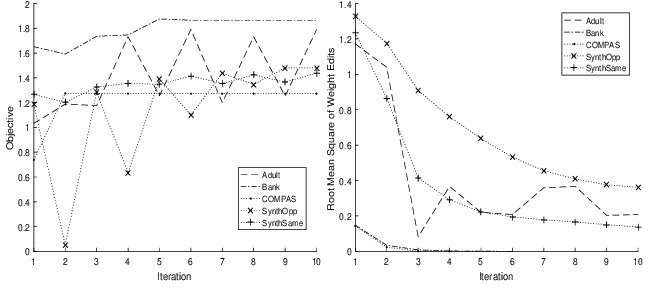 2
1.8
1.6
1.4
1.2
1
0.8
0.6
0.4
0.2
0
Objective
1 2 3 4 5 6 7 8 9 10
Iteration
Adult
Bank
COMPAS
SynthOpp
SynthSame
1.4
1.2
1
0.8
0.6
0.4
0.2
0
Root Mean Square of Weight Edits
1 2 3 4 5 6 7 8 9 10
Iteration
Adult
Bank
COMPAS
SynthOpp
SynthSame